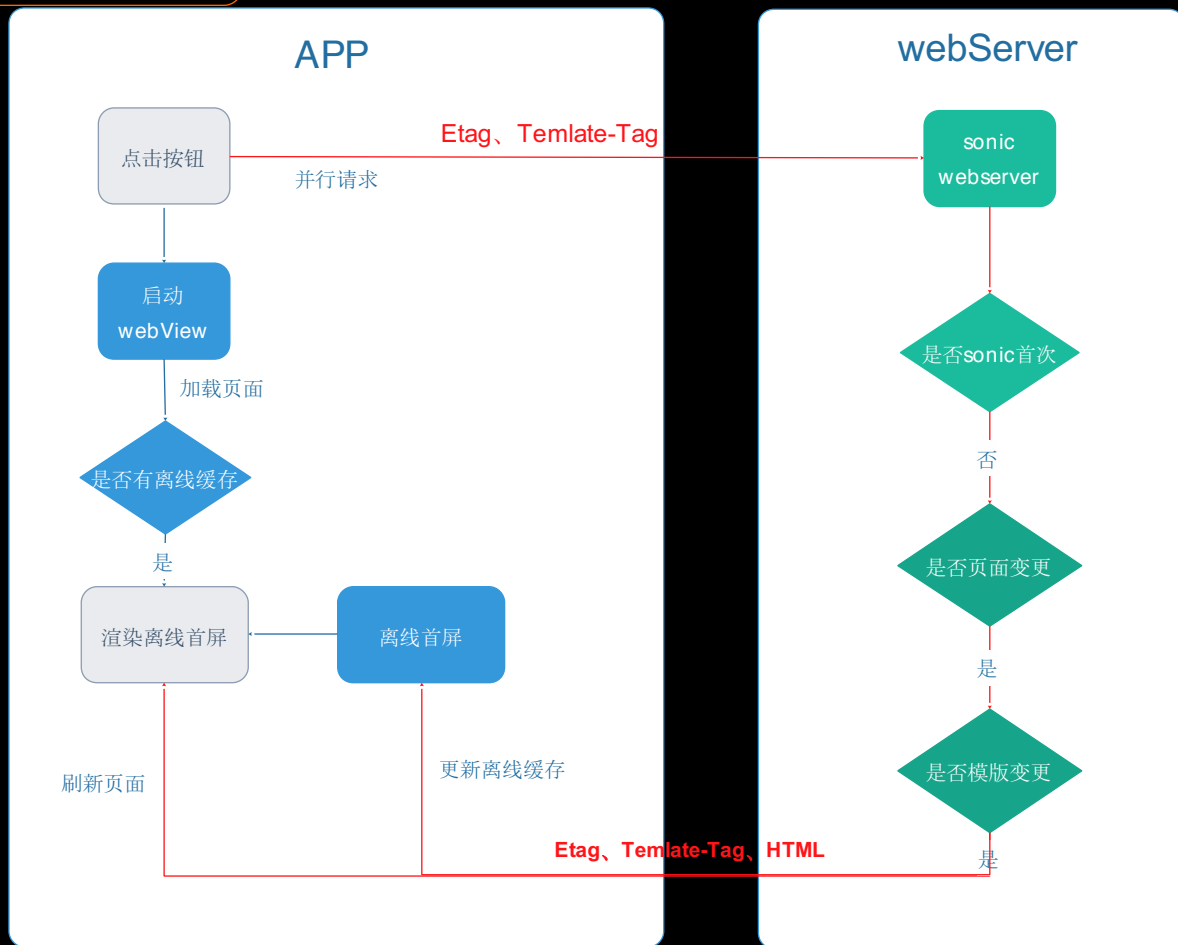 APP
点击按钮
Etag、Temlate-Tag
并行请求
启动
webView
加载页面
是否有离线缓存
是
渲染离线首屏
离线首屏
刷新页面
更新离线缓存
webServer
sonic
webserver
是否sonic首次
否
是否页面变更
是
是否模版变更
是
Etag、Temlate-Tag、HTML